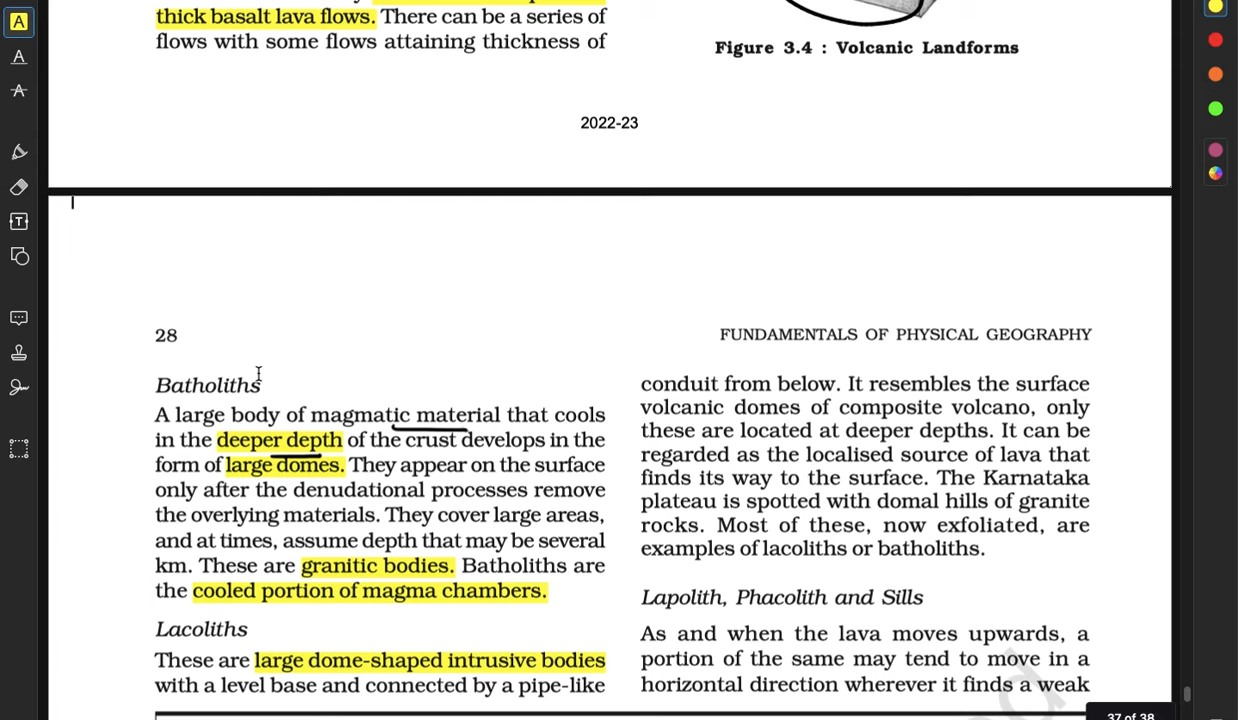 thick basalt lava flows. There can be a series of
flows with some flows attaining thickness of
Figure 3.4 : Volcanic Landforms
2022-23
28
FUNDAMENTALS OF PHYSICAL GEOGRAPHY
Batholiths
A large body of magmatic material that cools
in the deeper depth of the crust develops in the
form of large domes. They appear on the surface
only after the denudational processes remove
the overlying materials. They cover large areas,
and at times, assume depth that may be several
km. These are granitic bodies. Batholiths are
the cooled portion of magma chambers.
Lacoliths
These are large dome-shaped intrusive bodies
with a level base and connected by a pipe-like
conduit from below. It resembles the surface
volcanic domes of composite volcano, only
these are located at deeper depths. It can be
regarded as the localised source of lava that
finds its way to the surface. The Karnataka
plateau is spotted with domal hills of granite
rocks. Most of these, now exfoliated, are
examples of lacoliths or batholiths.
Lapolith, Phacolith and Sills
As and when the lava moves upwards, a
portion of the same may tend to move in a
horizontal direction wherever it finds a weak
37 of 38